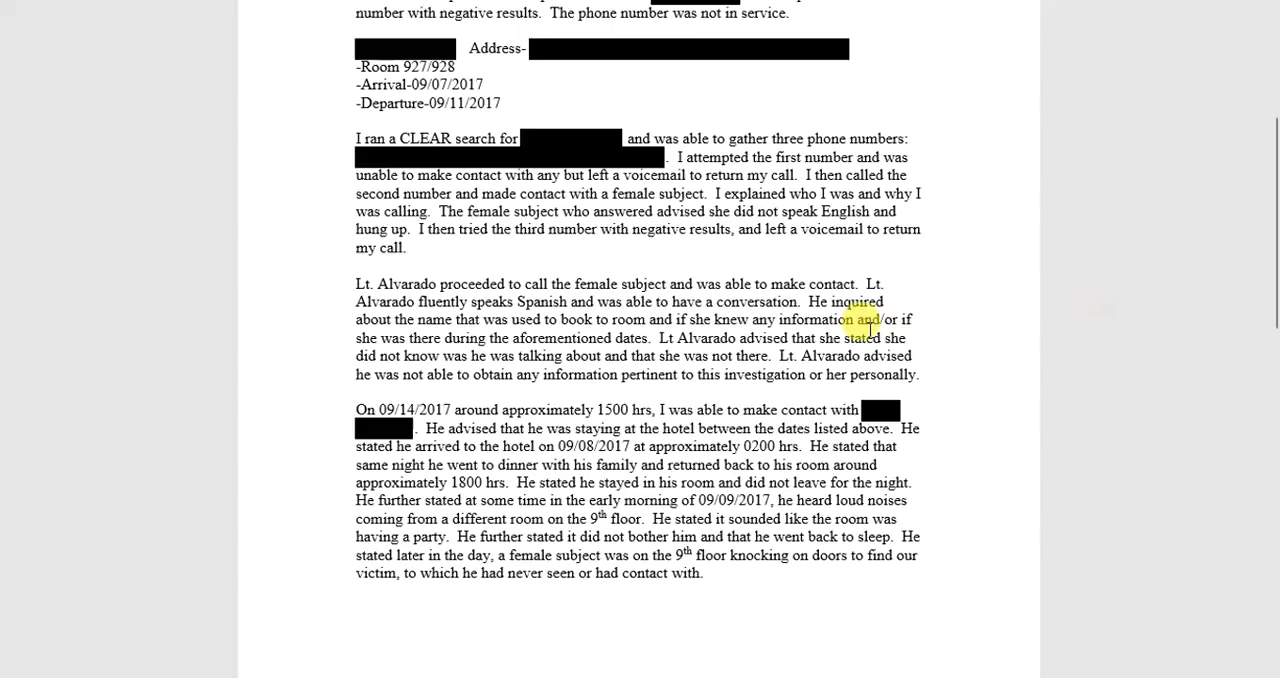 number with negative results.  The phone number was not in service.
Address-
-Room 927/928
-Arrival-09/07/2017
-Departure-09/11/2017
I ran a CLEAR search for and was able to gather three phone numbers:
.  I attempted the first number and was
unable to make contact with any but left a voicemail to return my call.  I then called the
second number and made contact with a female subject.  I explained who I was and why I
was calling.  The female subject who answered advised she did not speak English and
hung up.  I then tried the third number with negative results, and left a voicemail to return
my call.
Lt. Alvarado proceeded to call the female subject and was able to make contact.  Lt.
Alvarado fluently speaks Spanish and was able to have a conversation.  He inquired
about the name that was used to book to room and if she knew any information and/or if
she was there during the aforementioned dates.  Lt Alvarado advised that she stated she
did not know was he was talking about and that she was not there.  Lt. Alvarado advised
he was not able to obtain any information pertinent to this investigation or her personally.
On 09/14/2017 around approximately 1500 hrs, I was able to make contact with
.  He advised that he was staying at the hotel between the dates listed above.  He
stated he arrived to the hotel on 09/08/2017 at approximately 0200 hrs.  He stated that
same night he went to dinner with his family and returned back to his room around
approximately 1800 hrs.  He stated he stayed in his room and did not leave for the night.
He further stated at some time in the early morning of 09/09/2017, he heard loud noises
coming from a different room on the 9th floor.  He stated it sounded like the room was
having a party.  He further stated it did not bother him and that he went back to sleep.  He
stated later in the day, a female subject was on the 9th floor knocking on doors to find our
victim, to which he had never seen or had contact with.